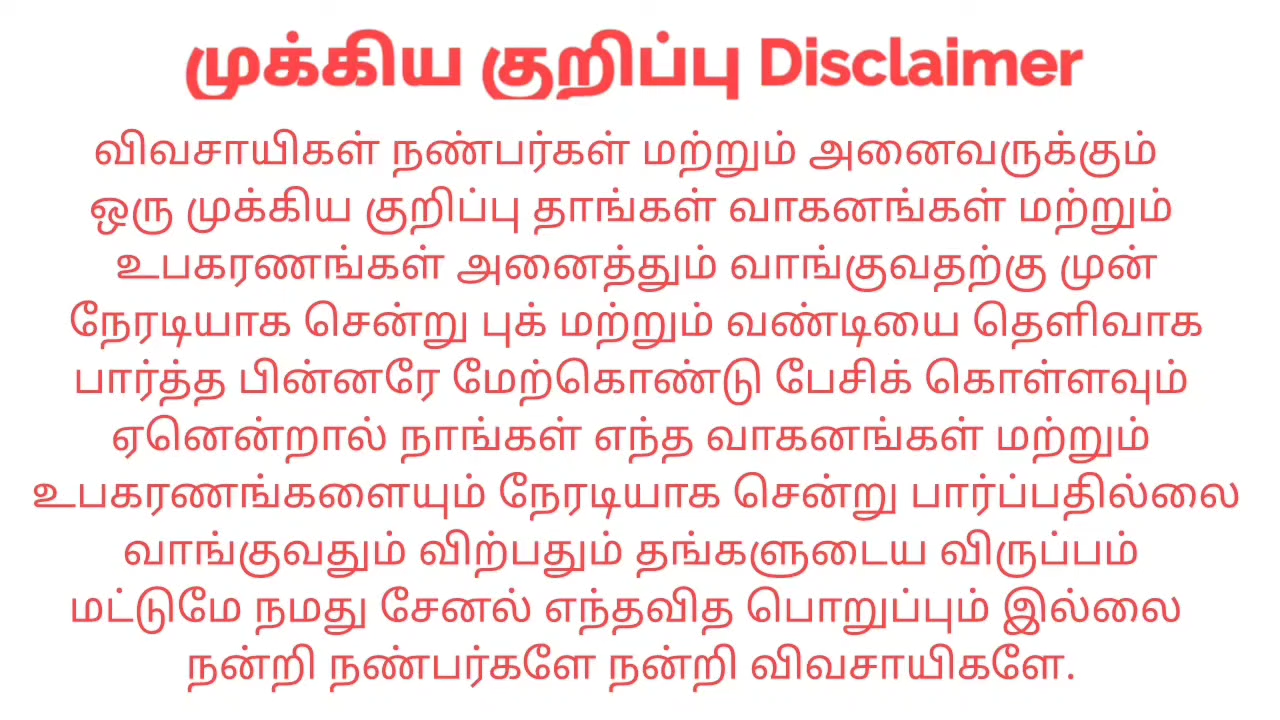 முக்கிய குறிப்பு Disclaimer
விவசாயிகள் நண்பர்கள் மற்றும் அனைவருக்கும்
ஒரு முக்கிய குறிப்பு தாங்கள் வாகனங்கள் மற்றும்
உபகரணங்கள் அனைத்தும் வாங்குவதற்கு முன்
நேரடியாக சென்று புக் மற்றும் வண்டியை தெளிவாக
பார்த்த பின்னரே மேற்கொண்டு பேசிக் கொள்ளவும்
ஏனென்றால் நாங்கள் எந்த வாகனங்கள் மற்றும்
உபகரணங்களையும் நேரடியாக சென்று பார்ப்பதில்லை
வாங்குவதும் விற்பதும் தங்களுடைய விருப்பம்
மட்டுமே நமது சேனல் எந்தவித பொறுப்பும் இல்லை
நன்றி நண்பர்களே நன்றி விவசாயிகளே.